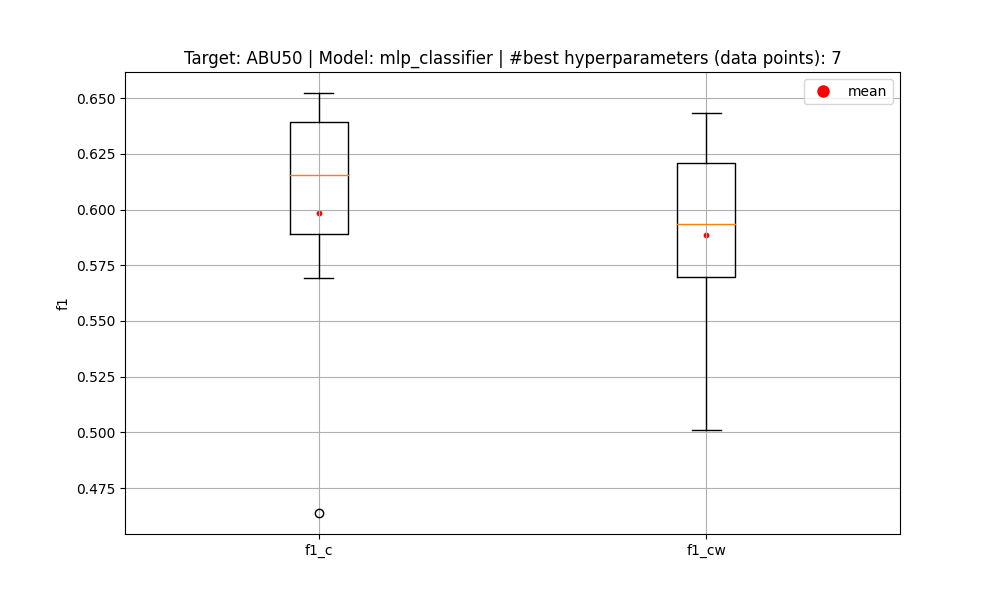 Target: ABU50 | Model: mlp_classifier | #best hyperparameters (data points): 7
mean
0.650
0.625
0.600
0.575
0.550
0.525
0.500
0.475
f1
f1_c
f1_cw